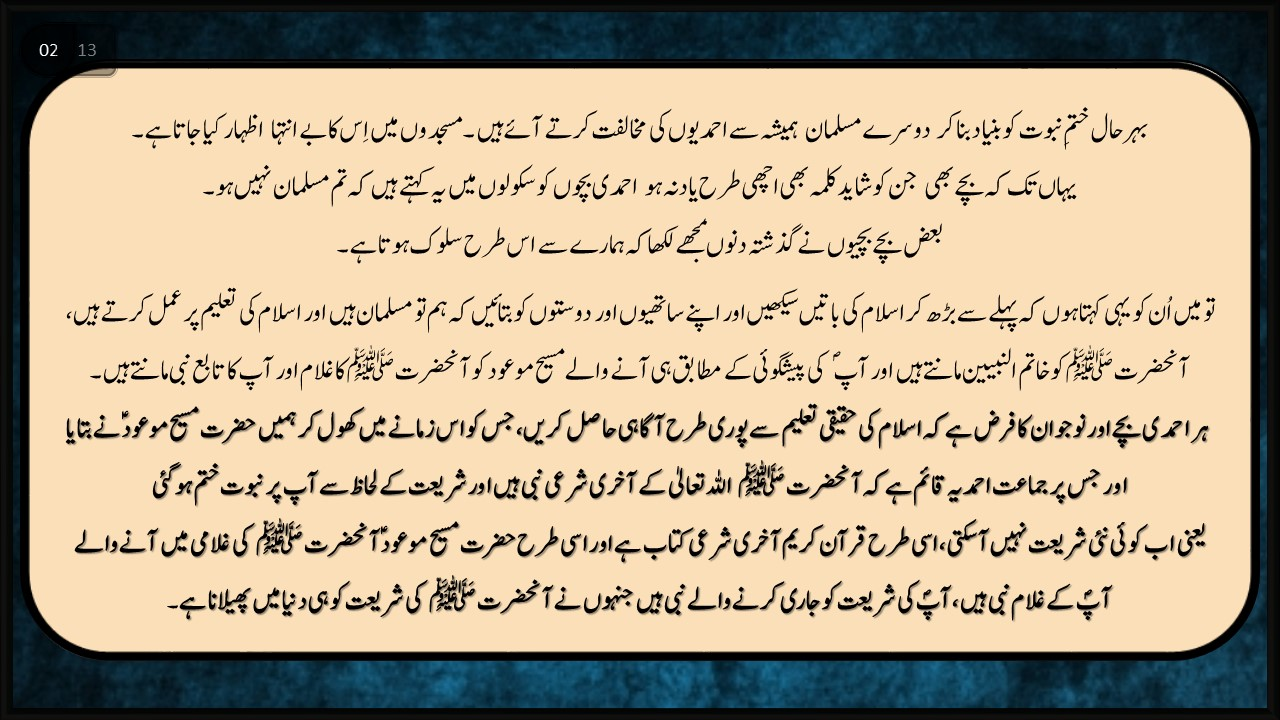 02 13
بہرحال ختمِ نبوت کو بنیاد بنا کر دوسرے مسلمان ہمیشہ سے احمدیوں کی مخالفت کرتے آئے ہیں۔ مسجدوں میں اِس کا بے انتہا اظہار کیا جاتا ہے۔
یہاں تک کہ بچے بھی جن کو شاید کلمہ بھی اچھی طرح یاد نہ ہو احمدی بچوں کو سکولوں میں یہ کہتے ہیں کہ تم مسلمان نہیں ہو۔
بعض بچے بچیوں نے گذشتہ دنوں مجھے لکھا کہ ہمارے سے اس طرح سلوک ہوتا ہے۔
تو میں اُن کو یہی کہتا ہوں کہ پہلے سے بڑھ کر اسلام کی باتیں سیکھیں اور اپنے ساتھیوں اور دوستوں کو بتائیں کہ ہم تو مسلمان ہیں اور اسلام کی تعلیم پر عمل کرتے ہیں،
آنحضرت ﷺ کو خاتم النبیین مانتے ہیں اور آپؐ کی پیشگوئی کے مطابق ہی آنے والے مسیح موعود کو آنحضرت ﷺ کا غلام اور آپ کا تابع نبی مانتے ہیں۔
ہر احمدی بچے اور نوجوان کا فرض ہے کہ اسلام کی حقیقی تعلیم سے پوری طرح آگاہی حاصل کریں، جس کو اس زمانے میں کھول کر ہمیں حضرت مسیح موعودؑ نے بتایا
اور جس پر جماعت احمدیہ قائم ہے کہ آنحضرت ﷺ اللہ تعالیٰ کے آخری شرعی نبی ہیں اور شریعت کے لحاظ سے آپ پر نبوت ختم ہو گئی
یعنی اب کوئی نئی شریعت نہیں آسکتی، اسی طرح قرآن کریم آخری شرعی کتاب ہے اور اسی طرح حضرت مسیح موعودؑ آنحضرت ﷺ کی غلامی میں آنے والے
آپؐ کے غلام نبی ہیں، آپؐ کی شریعت کو جاری کرنے والے نبی ہیں جنہوں نے آنحضرت ﷺ کی شریعت کو ہی دنیا میں پھیلانا ہے۔